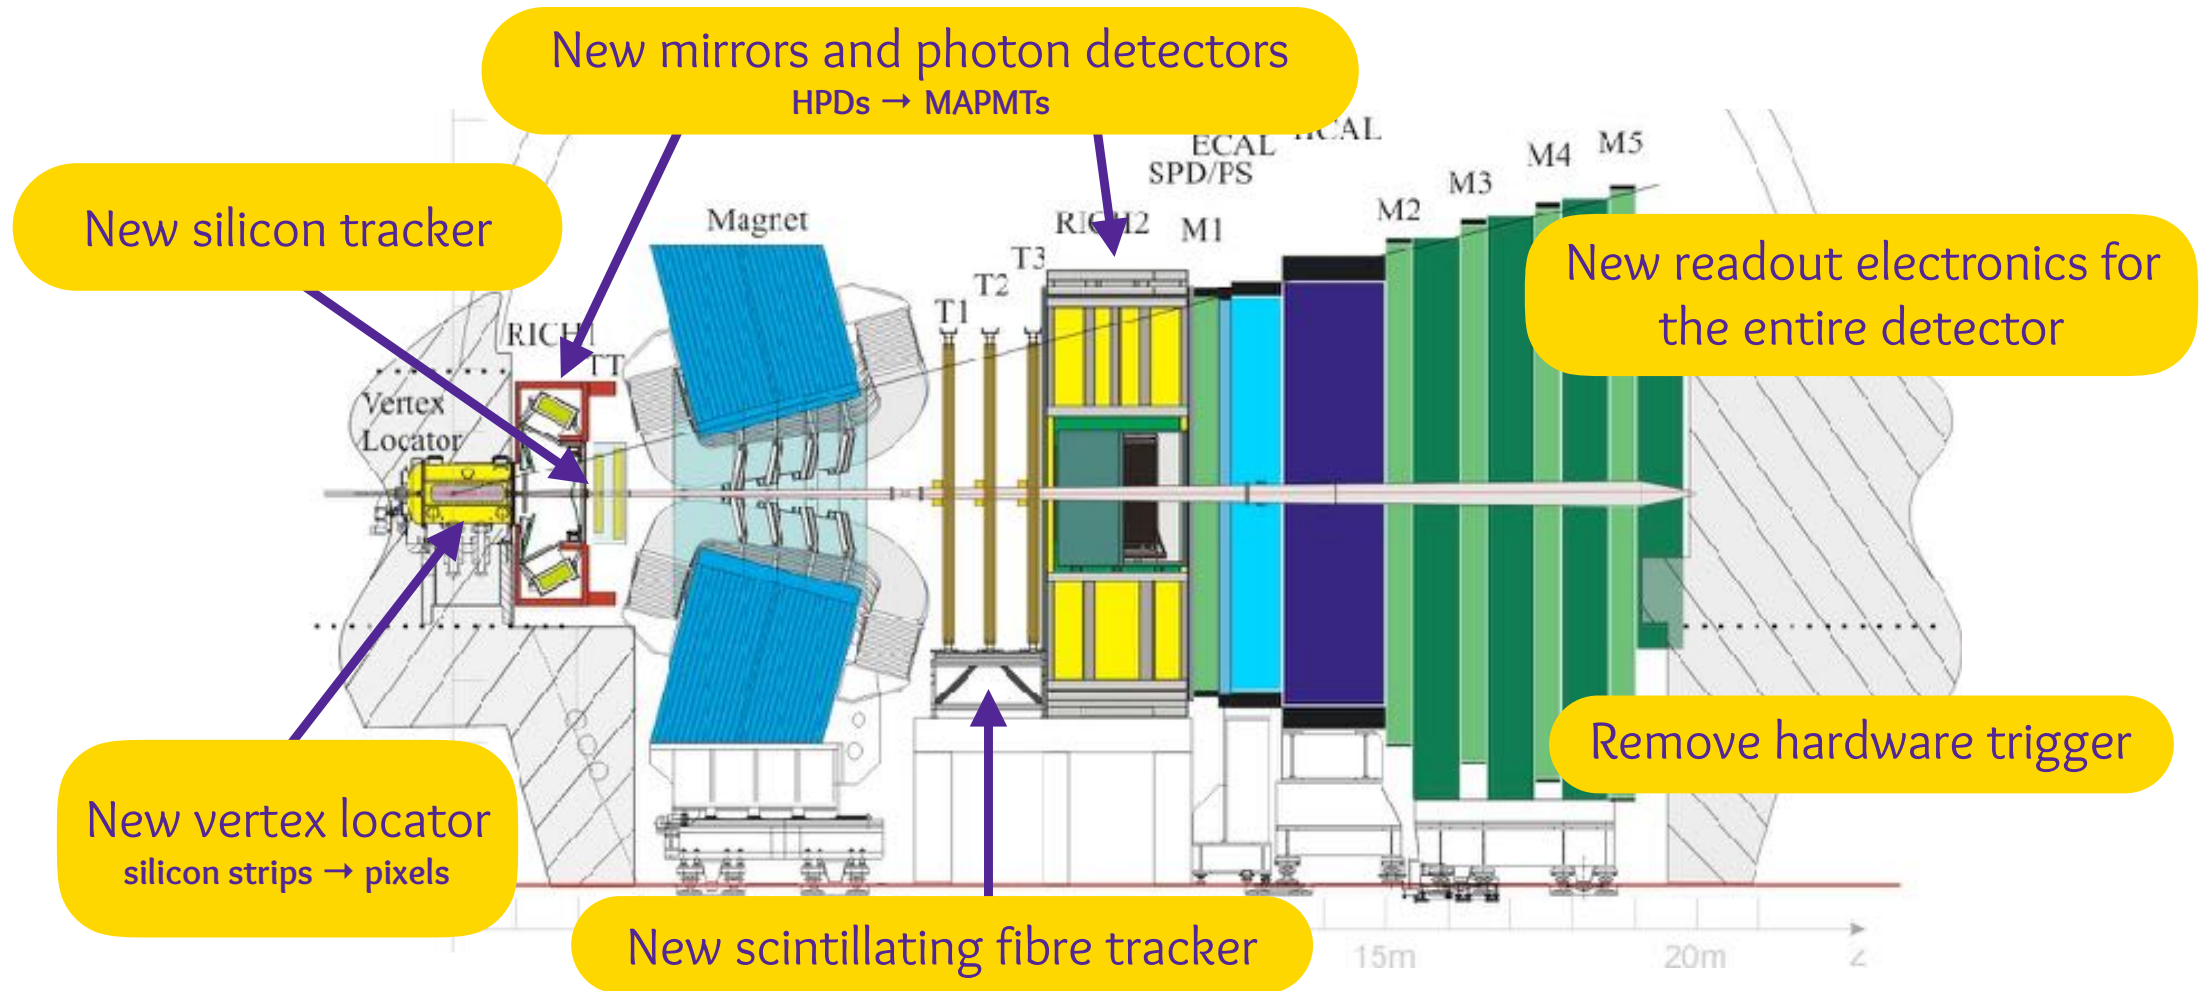 New mirrors and photon detectors
HPDs → MAPMTs
New silicon tracker
New readout electronics for
the entire detector
ECAL
HCAL
SPD/PS
M1
M2
M3
M4
M5
Magnet
RICH2
T1
T2
T3
RICH1
TT
Vertex
Locator
New vertex locator
silicon strips → pixels
Remove hardware trigger
New scintillating fibre tracker
15m
20m
z